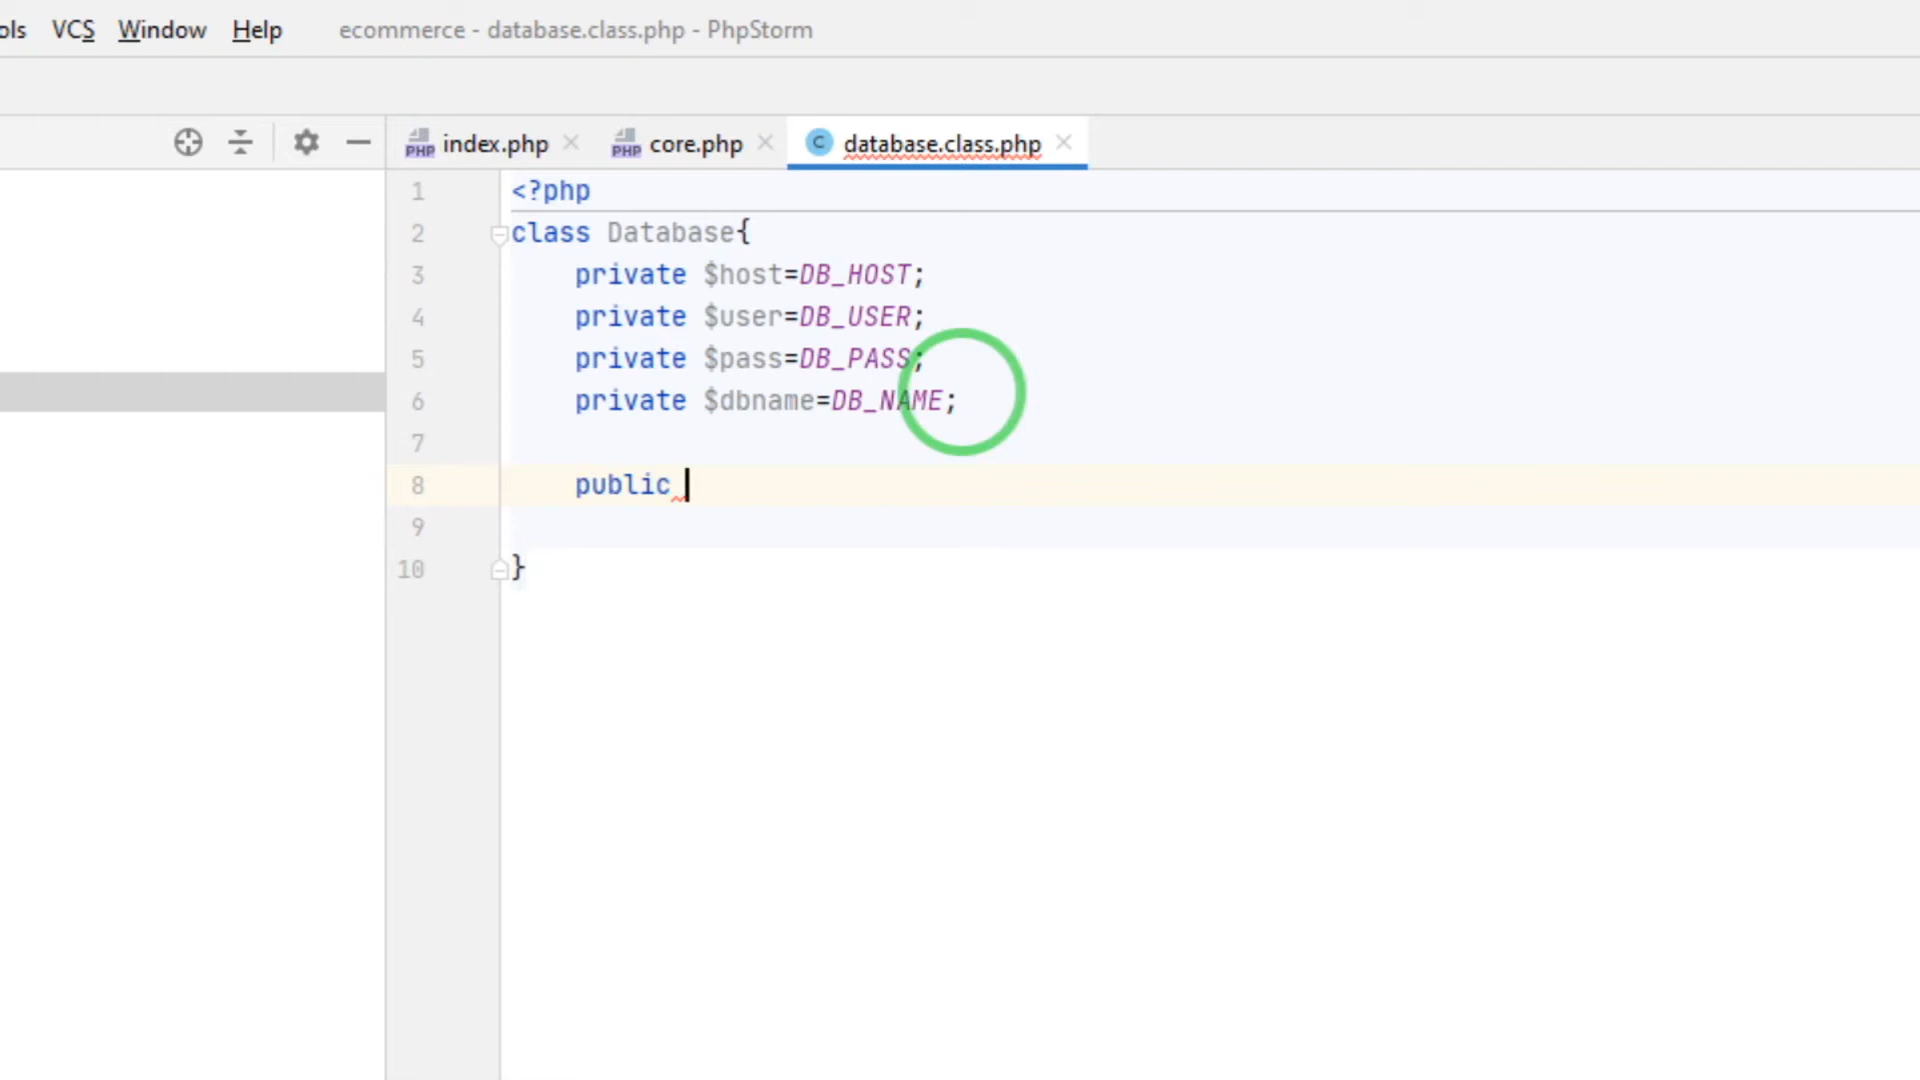 ols VCS Window Help ecommerce - database.class.php - PhpStorm
PHP index.php PHP core.php C database.class.php
1 <?php
2 class Database{
3 private $host=DB_HOST;
4 private $user=DB_USER;
5 private $pass=DB_PASS;
6 private $dbname=DB_NAME;
7
8 public
9
10 }